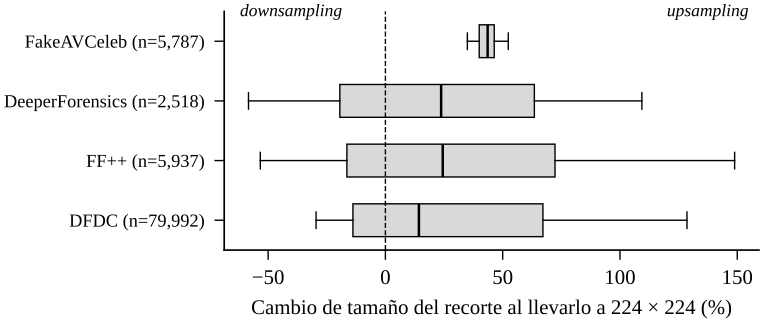 downsampling
upsampling
FakeAVCeleb (n=5,787)
DeeperForensics (n=2,518)
FF++ (n=5,937)
DFDC (n=79,992)
−50
0
50
100
150
Cambio de tamaño del recorte al llevarlo a 224 × 224 (%)